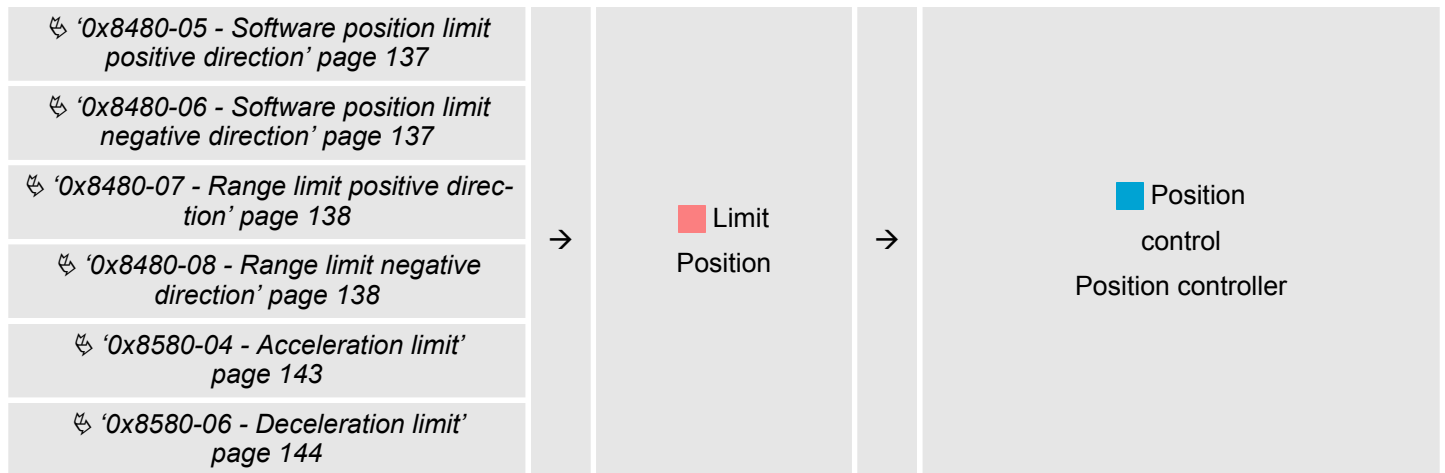 ↳ ‘0x8480-05 - Software position limit
positive direction’ page 137
↳ ‘0x8480-06 - Software position limit
negative direction’ page 137
↳ ‘0x8480-07 - Range limit positive direc-
tion’ page 138
↳ ‘0x8480-08 - Range limit negative
direction’ page 138
↳ ‘0x8580-04 - Acceleration limit’
page 143
↳ ‘0x8580-06 - Deceleration limit’
page 144
→
Limit
Position
→
Position
control
Position controller